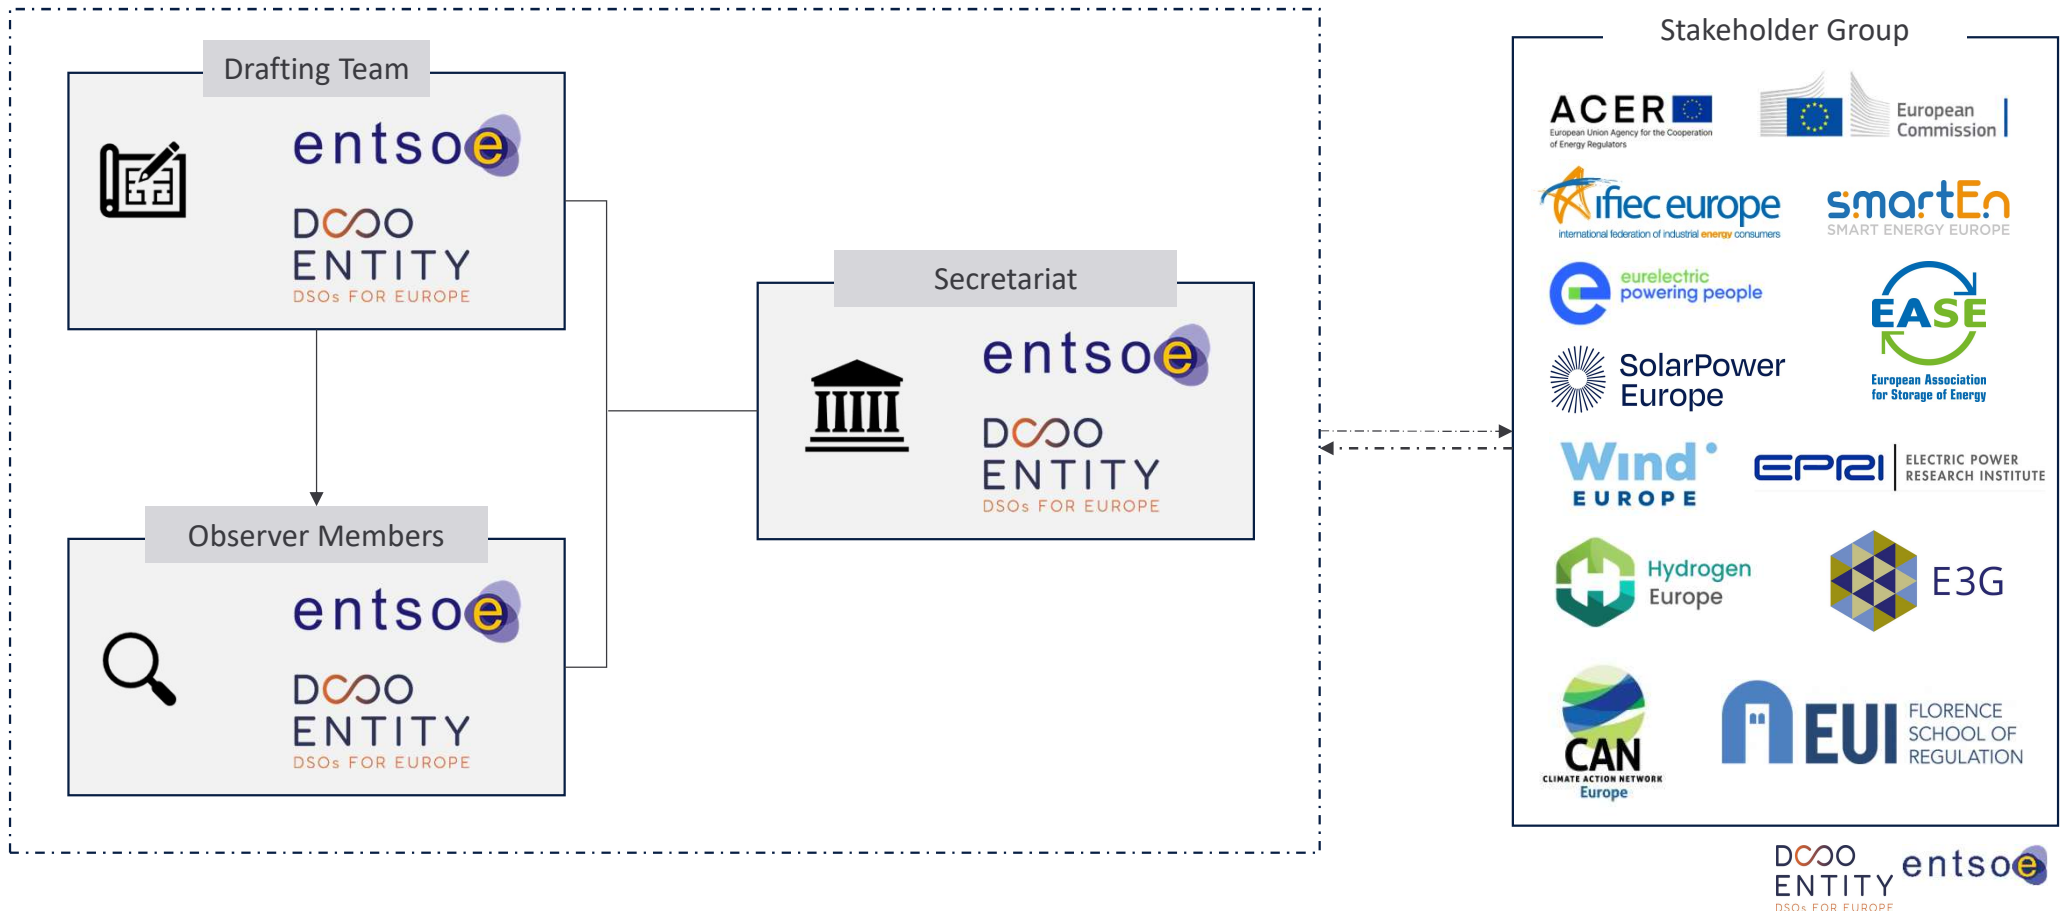 Drafting Team
entsoe
DSO
ENTITY
DSOs FOR EUROPE
Observer Members
entsoe
DSO
ENTITY
DSOs FOR EUROPE
Secretariat
entsoe
DSO
ENTITY
DSOs FOR EUROPE
Stakeholder Group
ACER
European Union Agency for the Cooperation
of Energy Regulators
European
Commission
ifiec europe
international federation of industrial energy consumers
smartEn
SMART ENERGY EUROPE
eurelectric
powering people
EASE
European Association
for Storage of Energy
SolarPower
Europe
Wind
EUROPE
EPRI
ELECTRIC POWER
RESEARCH INSTITUTE
Hydrogen
Europe
E3G
CAN
CLIMATE ACTION NETWORK
Europe
EUI
FLORENCE
SCHOOL OF
REGULATION
DSO
ENTITY
DSOs FOR EUROPE
entsoe